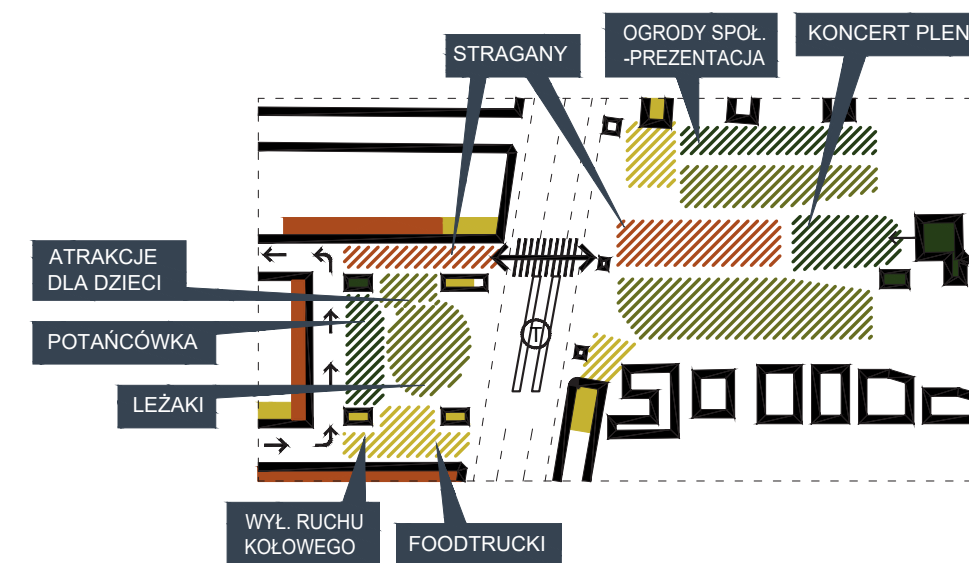 STRAGANY
OGRODY SPOŁ.
-PREZENTACJA
KONCERT PLEN
ATRAKCJE
DLA DZIECI
POTAŃCÓWKA
LEŻAKI
T
WYŁ. RUCHU
KOŁOWEGO
FOODTRUCKI